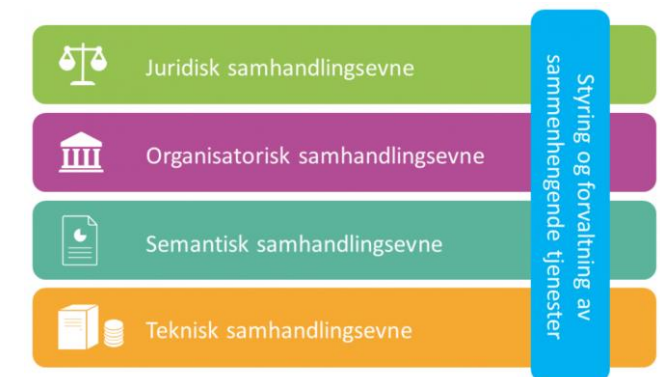 Juridisk samhandlingsevne
Organisatorisk samhandlingsevne
Semantisk samhandlingsevne
Teknisk samhandlingsevne
Styring og forvaltning av
sammenhengende tjenester